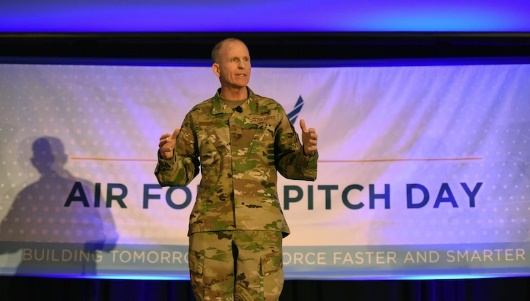 AIR FO PITCH DAY
BUILDING TOMORRO FORCE FASTER AND SMARTER